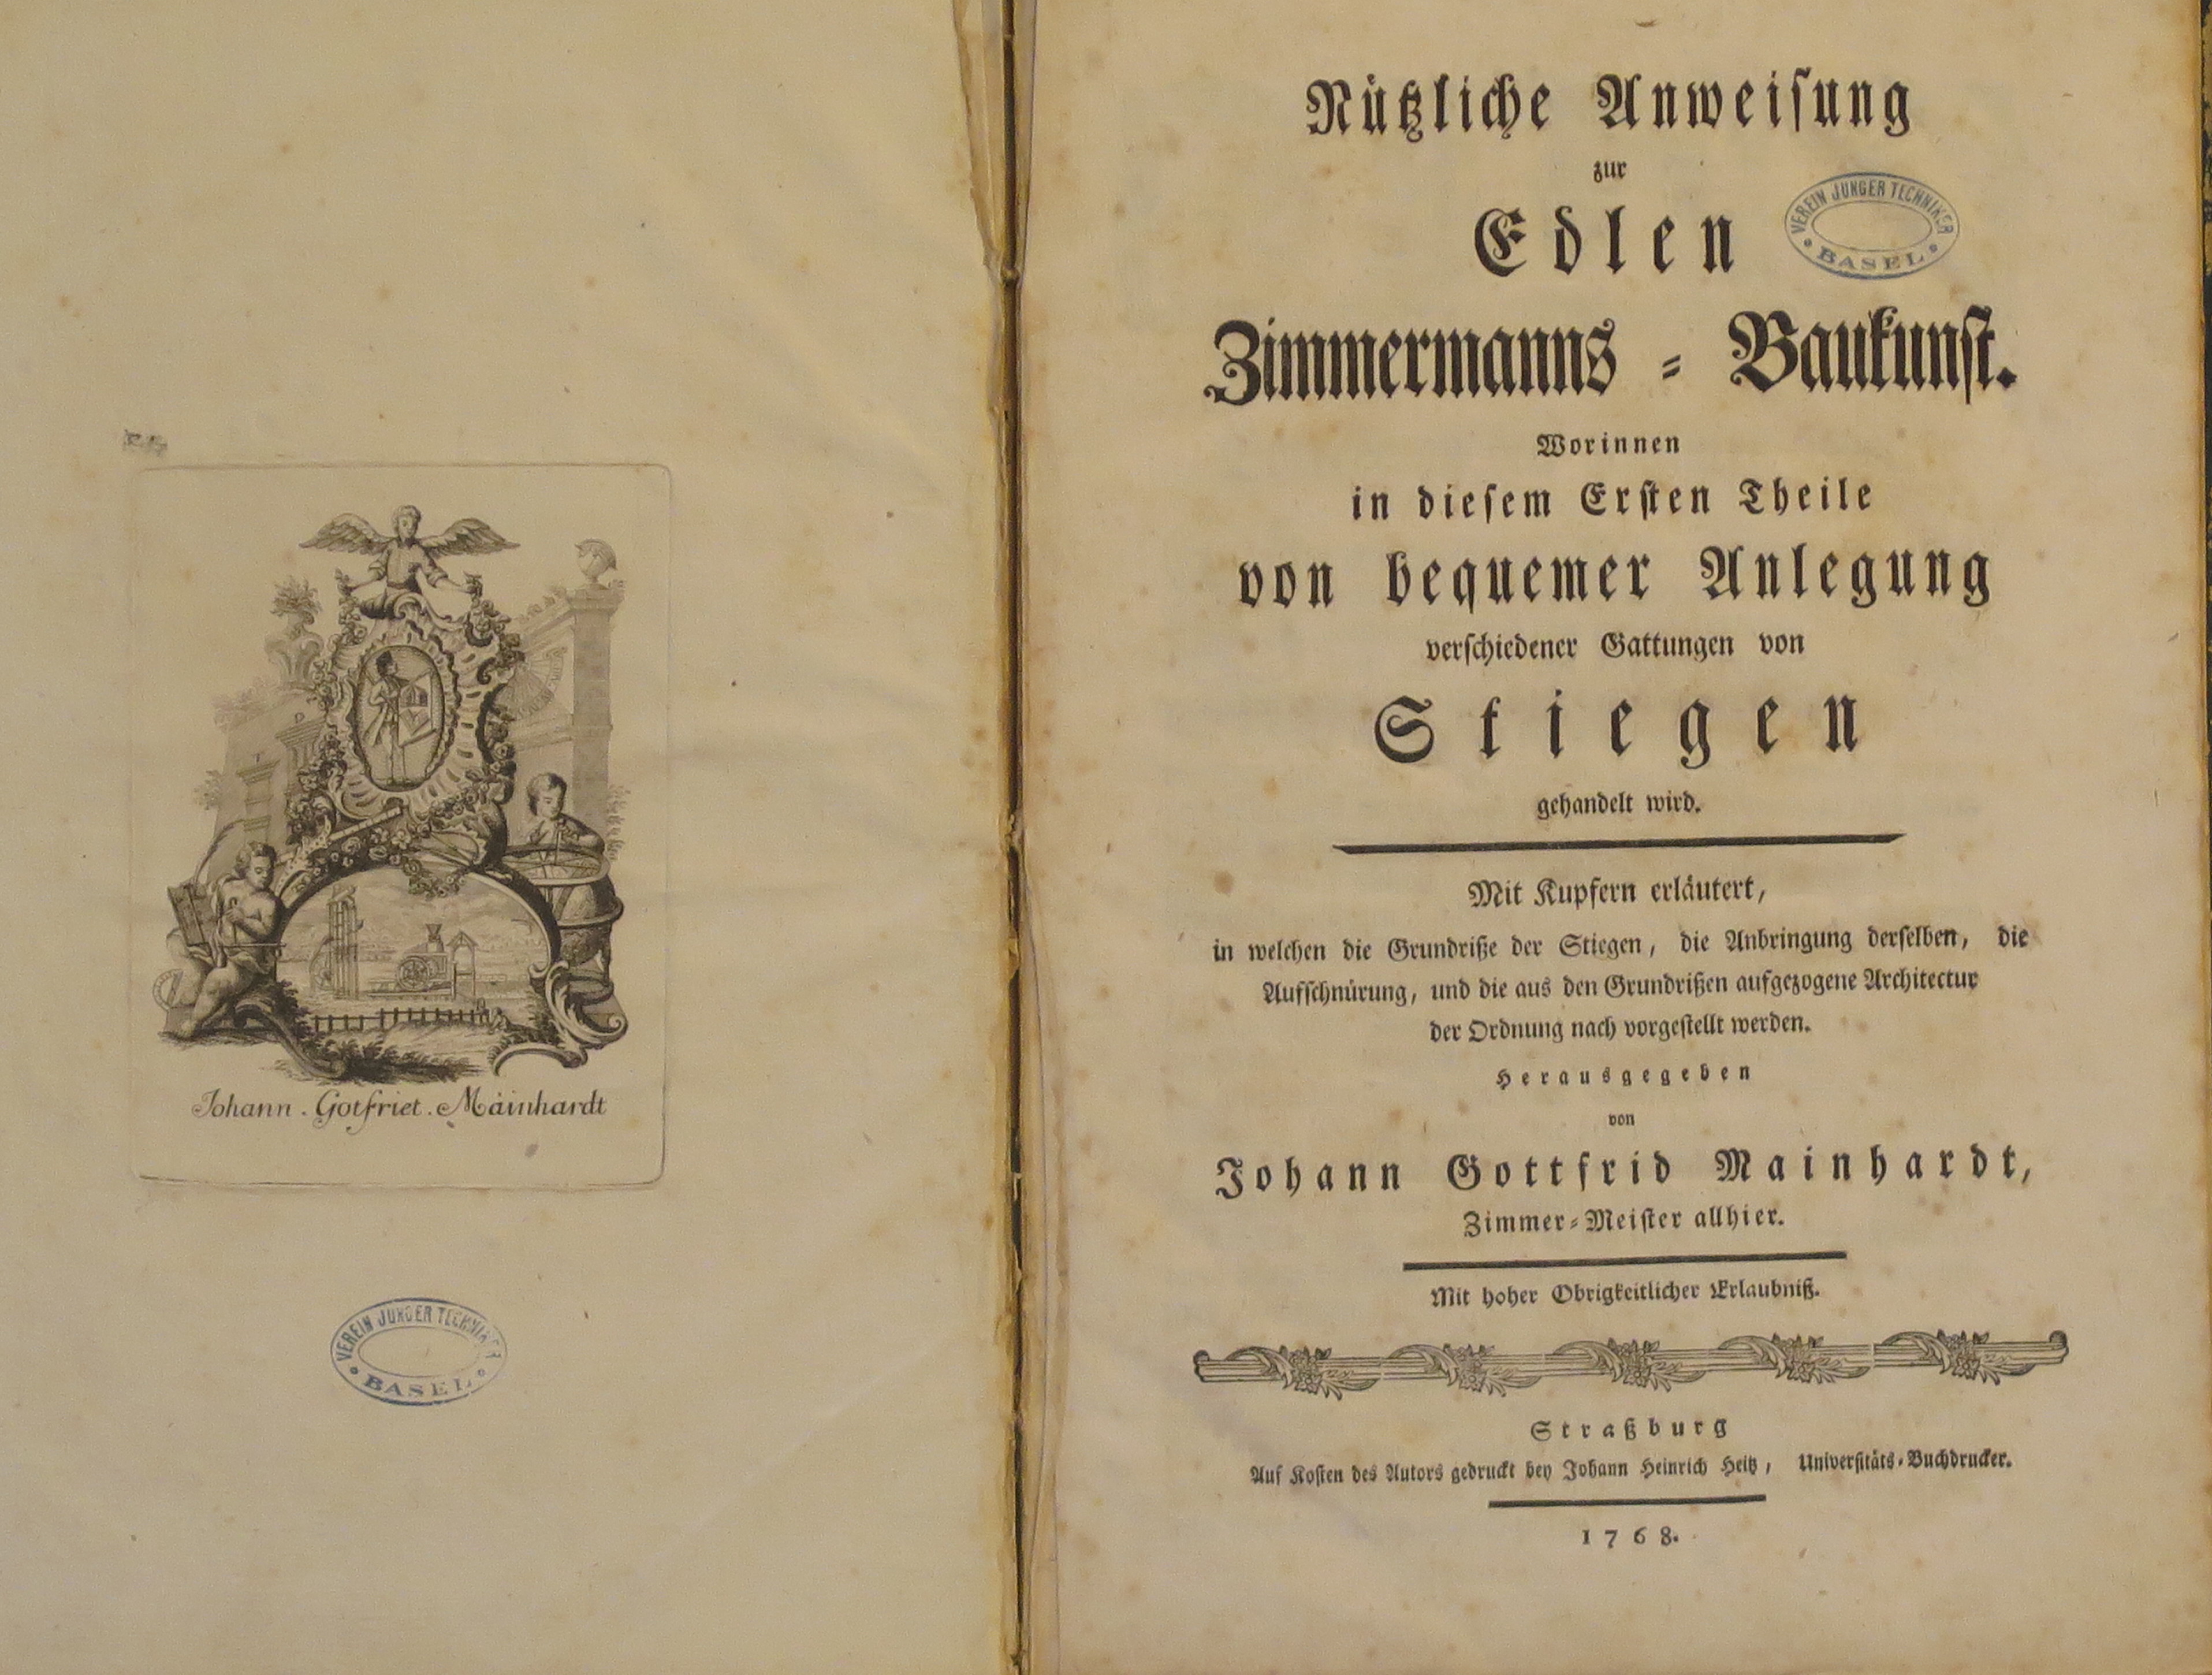 Johann . Gotfriet . Mäinhardt
VEREIN JUNGER TECHNIKER
BASEL
Nützliche Anweisung
zur
Edlen
VEREIN JUNGER TECHNIKER
BASEL
Zimmermanns - Baukunst.
Worinnen
in diesem Ersten Theile
von bequemer Anlegung
verschiedener Gattungen von
Stiegen
gehandelt wird.
Mit Kupfern erläutert,
in welchen die Grundriße der Stiegen, die Anbringung derselben, die
Aufschnürung, und die aus den Grundrißen aufgezogene Architectur
der Ordnung nach vorgestellt werden.
Herausgegeben
von
Johann Gottfrid Mainhardt,
Zimmer-Meister allhier.
Mit hoher Obrigkeitlicher Erlaubniß.
Straßburg
Auf Kosten des Autors gedruckt bey Johann Heinrich Heitz, Universitäts-Buchdrucker.
1768.